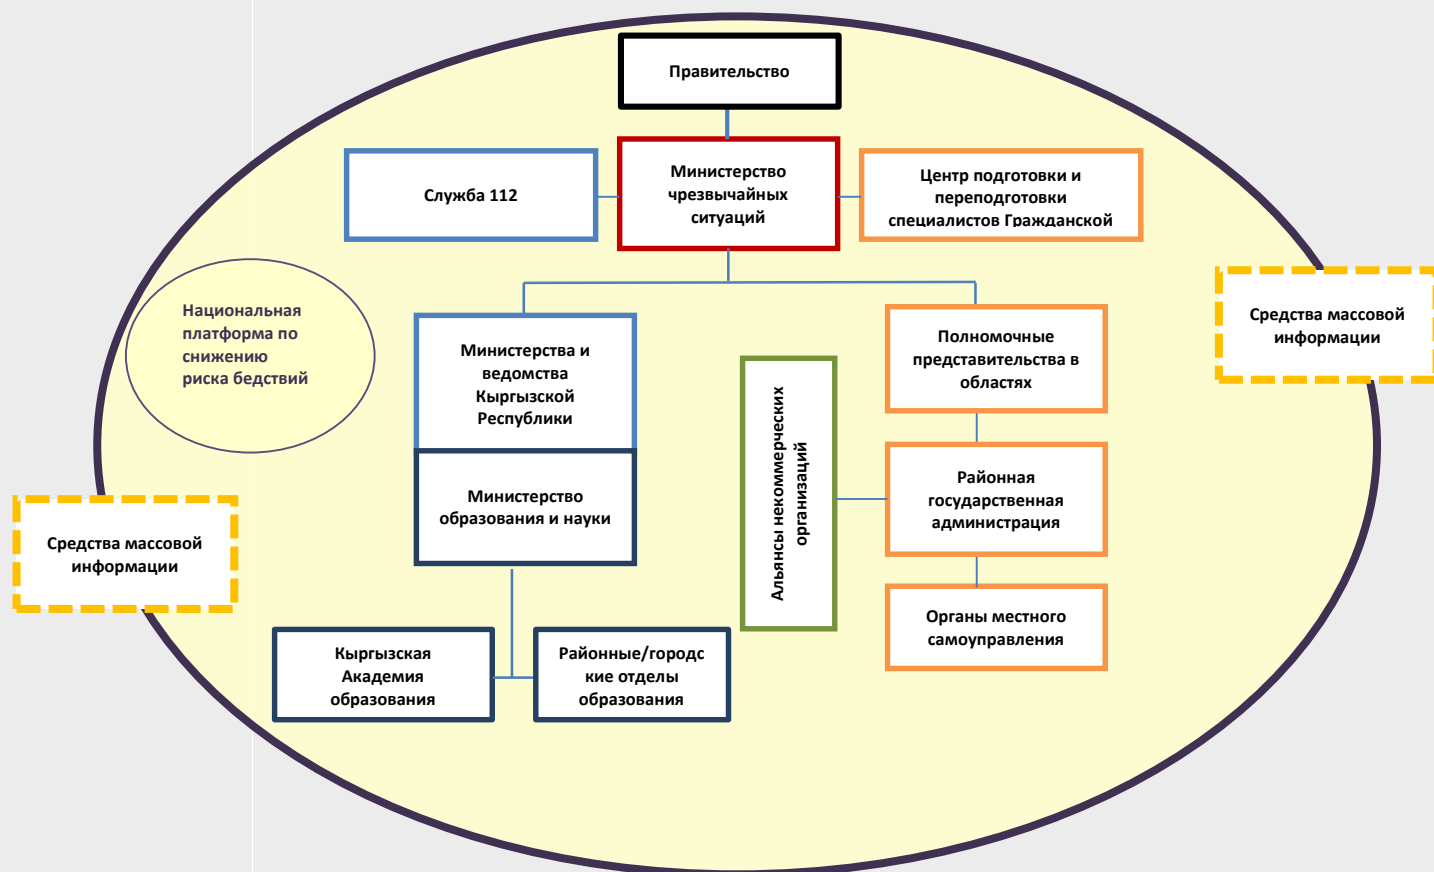 Правительство
Служба 112
Министерство
чрезвычайных
ситуаций
Центр подготовки и
переподготовки
специалистов Гражданской
Национальная
платформа по
снижению
риска бедствий
Средства массовой
информации
Министерства и
ведомства
Кыргызской
Республики
Полномочные
представительства в
областях
Альянсы некоммерческих
организаций
Министерство
образования и науки
Районная
государственная
администрация
Средства массовой
информации
Органы местного
самоуправления
Кыргызская
Академия
образования
Районные/городс
кие отделы
образования